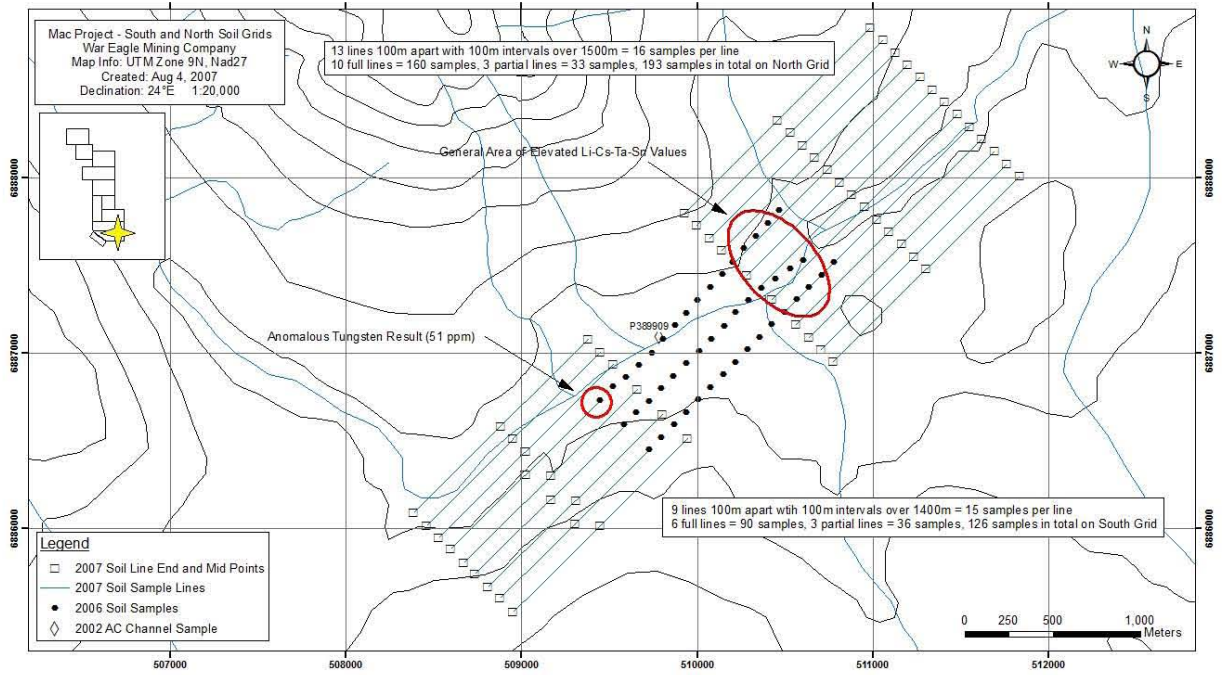 Mac Project - South and North Soil Grids
War Eagle Mining Company
Map Info: UTM Zone 9N, Nad27
Created: Aug 4, 2007
Declination: 24°E 1:20,000
13 lines 100m apart with 100m intervals over 1500m = 16 samples per line
10 full lines = 160 samples, 3 partial lines = 33 samples, 193 samples in total on North Grid
N
W
E
S
General Area of Elevated Li-Cs-Ta-Sn Values
6888000
6888000
P389909
Anomalous Tungsten Result (51 ppm)
6887000
6887000
9 lines 100m apart wtih 100m intervals over 1400m = 15 samples per line
6 full lines = 90 samples, 3 partial lines = 36 samples, 126 samples in total on South Grid
6886000
6886000
Legend
2007 Soil Line End and Mid Points
2007 Soil Sample Lines
2006 Soil Samples
2002 AC Channel Sample
0 250 500 1,000
Meters
507000 508000 509000 510000 511000 512000